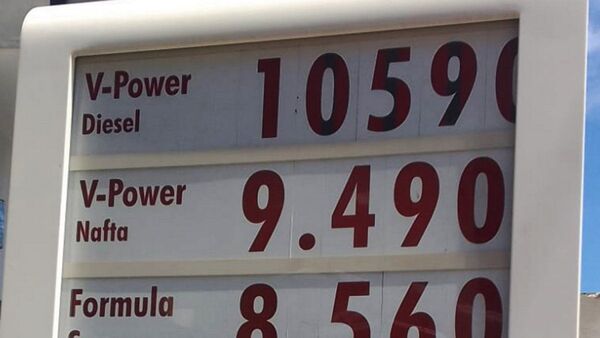 V-Power
Diesel
10590
V-Power
Nafta
9.490
Formula
8.560